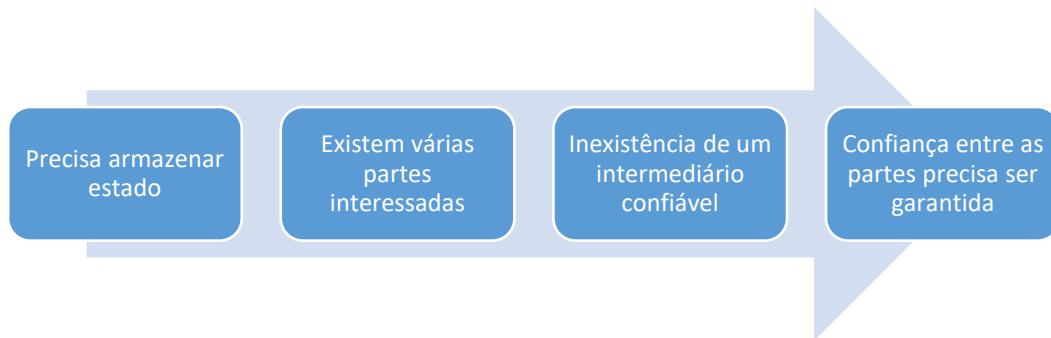 Precisa armazenar
estado
Existem várias
partes
interessadas
Inexistência de um
intermediário
confiável
Confiança entre as
partes precisa ser
garantida